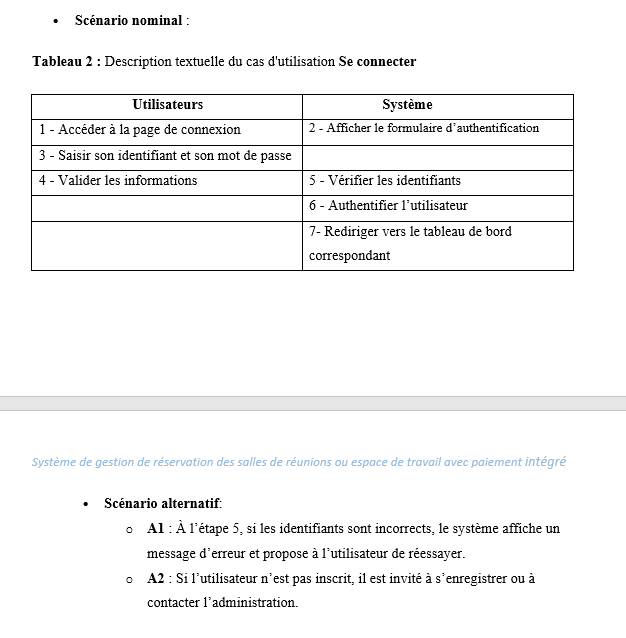 • Scénario nominal :
Tableau 2 : Description textuelle du cas d'utilisation Se connecter
Utilisateurs Système
1 - Accéder à la page de connexion 2 - Afficher le formulaire d’authentification
3 - Saisir son identifiant et son mot de passe
4 - Valider les informations 5 - Vérifier les identifiants
6 - Authentifier l’utilisateur
7- Rediriger vers le tableau de bord
correspondant
Système de gestion de réservation des salles de réunions ou espace de travail avec paiement intégré
• Scénario alternatif:
o A1 : À l’étape 5, si les identifiants sont incorrects, le système affiche un
message d’erreur et propose à l’utilisateur de réessayer.
o A2 : Si l’utilisateur n’est pas inscrit, il est invité à s’enregistrer ou à
contacter l’administration.